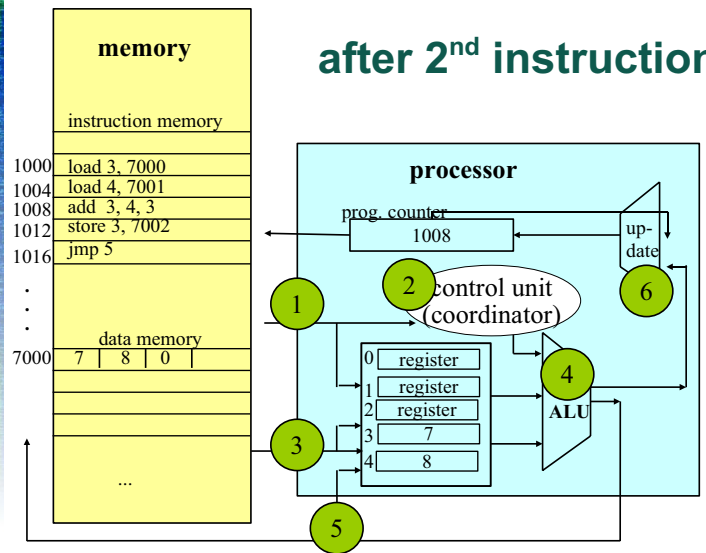 after 2nd instruction
memory
instruction memory
1000 load 3, 7000
1004 load 4, 7001
1008 add 3, 4, 3
1012 store 3, 7002
1016 jmp 5
.
.
.
data memory
7000 7 8 0
...
processor
prog. counter
1008
up-
date
6
2
control unit
(coordinator)
1
0 register
1 register
2 register
3 7
4 8
4
ALU
3
5